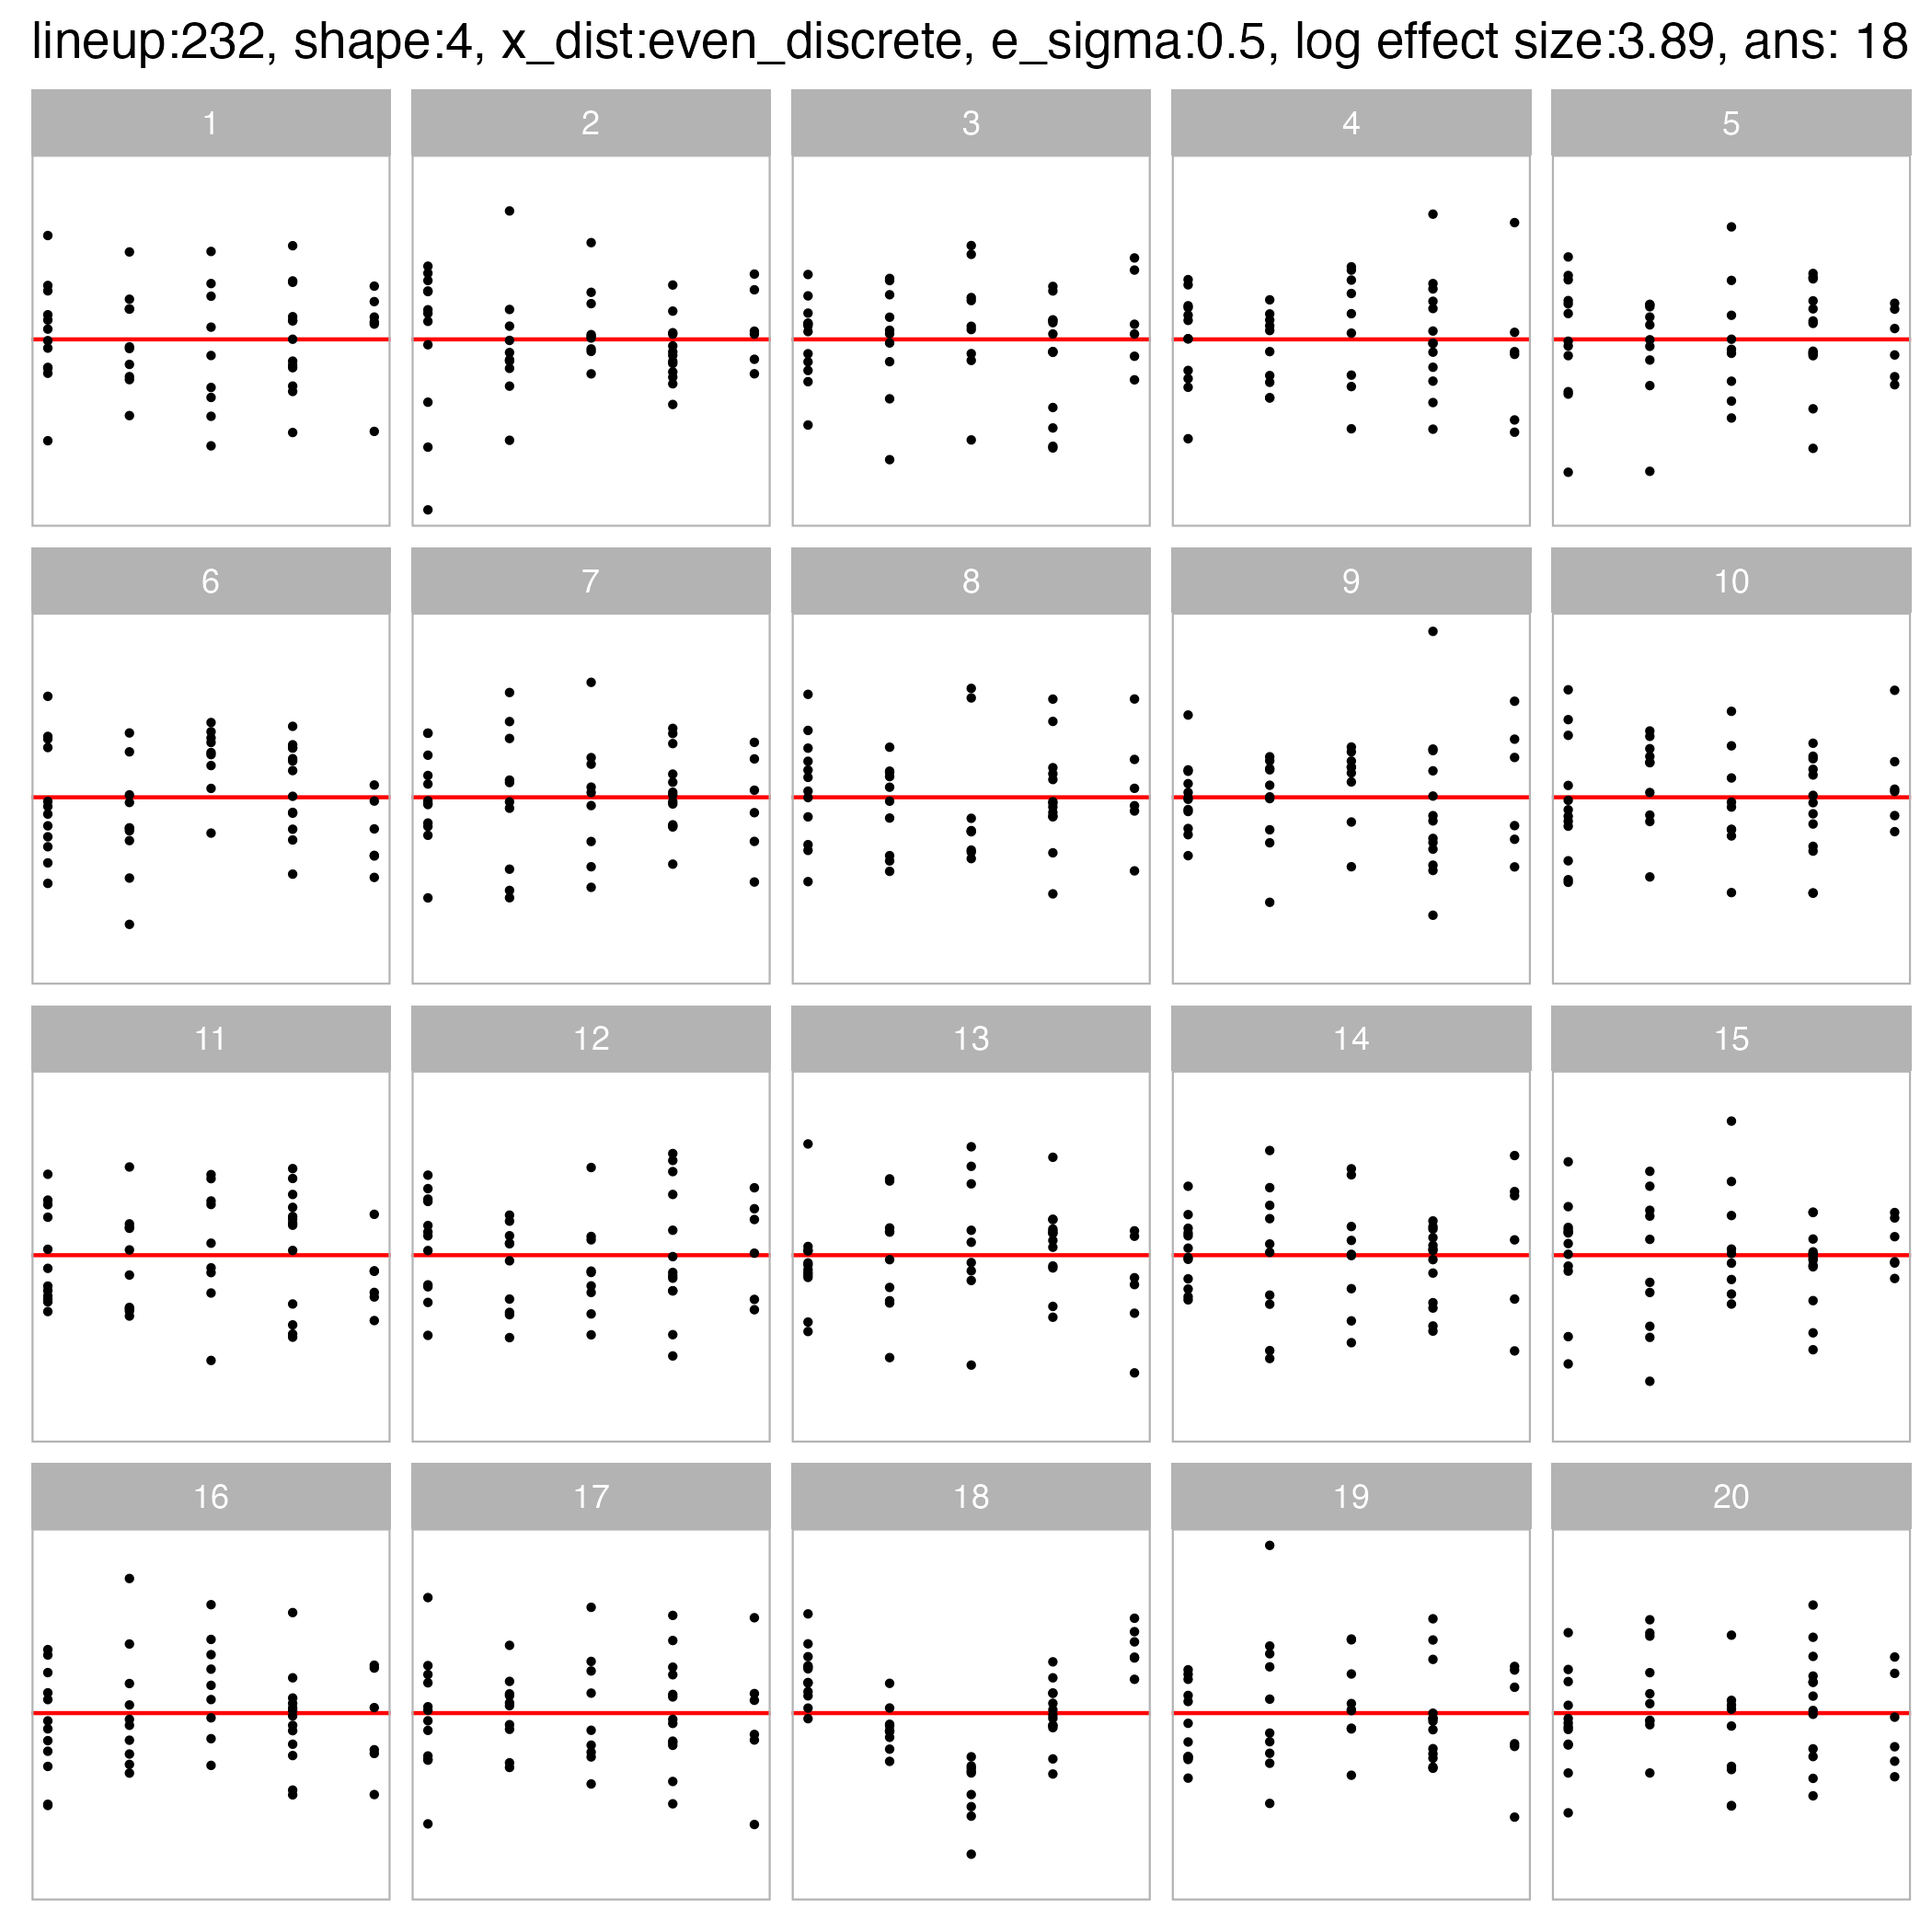 lineup:232, shape:4, x_dist:even_discrete, e_sigma:0.5, log effect size:3.89, ans: 18
1 2 3 4 5
6 7 8 9 10
11 12 13 14 15
16 17 18 19 20